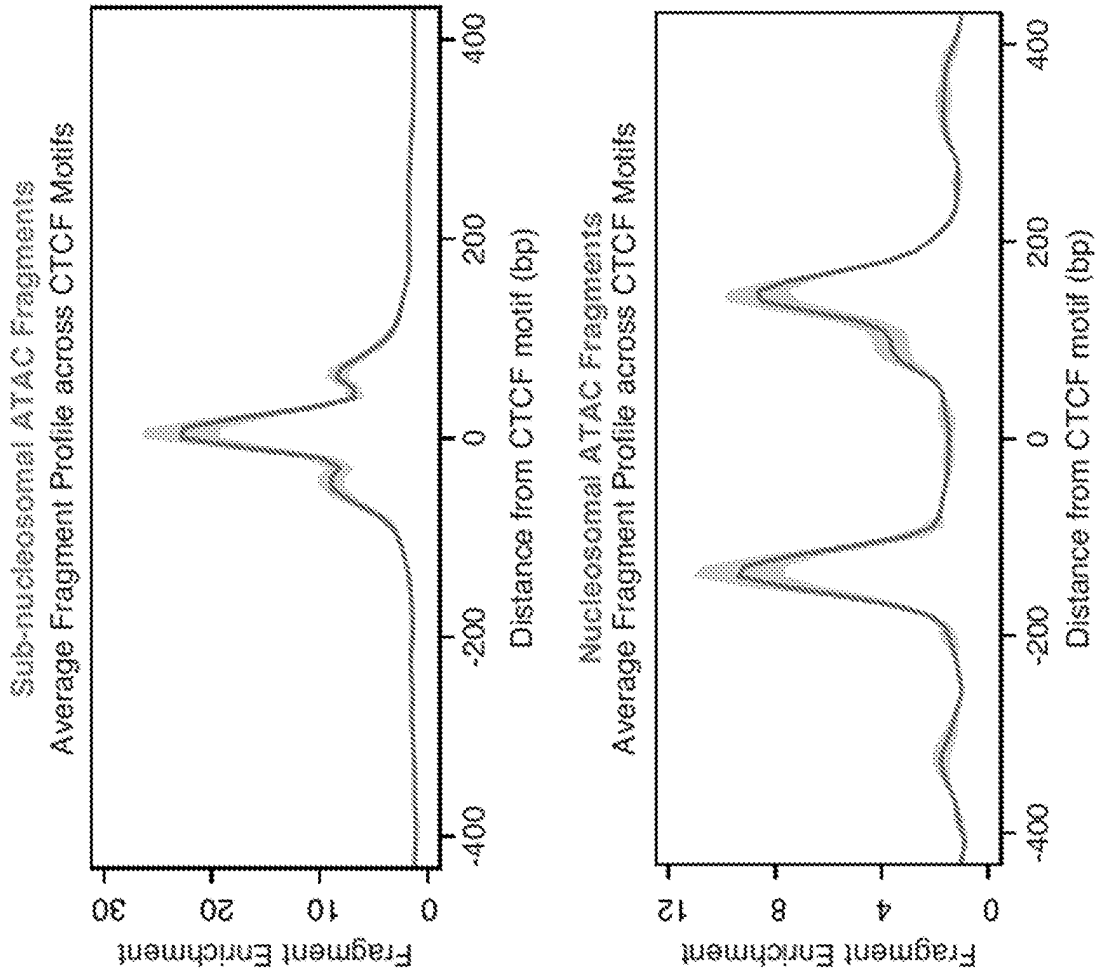 Sub-nucleosomal ATAC Fragments
Average Fragment Profile across CTCF Motifs
Fragment Enrichment
30
20
10
0
-400
-200
0
200
400
Distance from CTCF motif (bp)
Nucleosomal ATAC Fragments
Average Fragment Profile across CTCF Motifs
Fragment Enrichment
12
8
4
0
-400
-200
0
200
400
Distance from CTCF motif (bp)